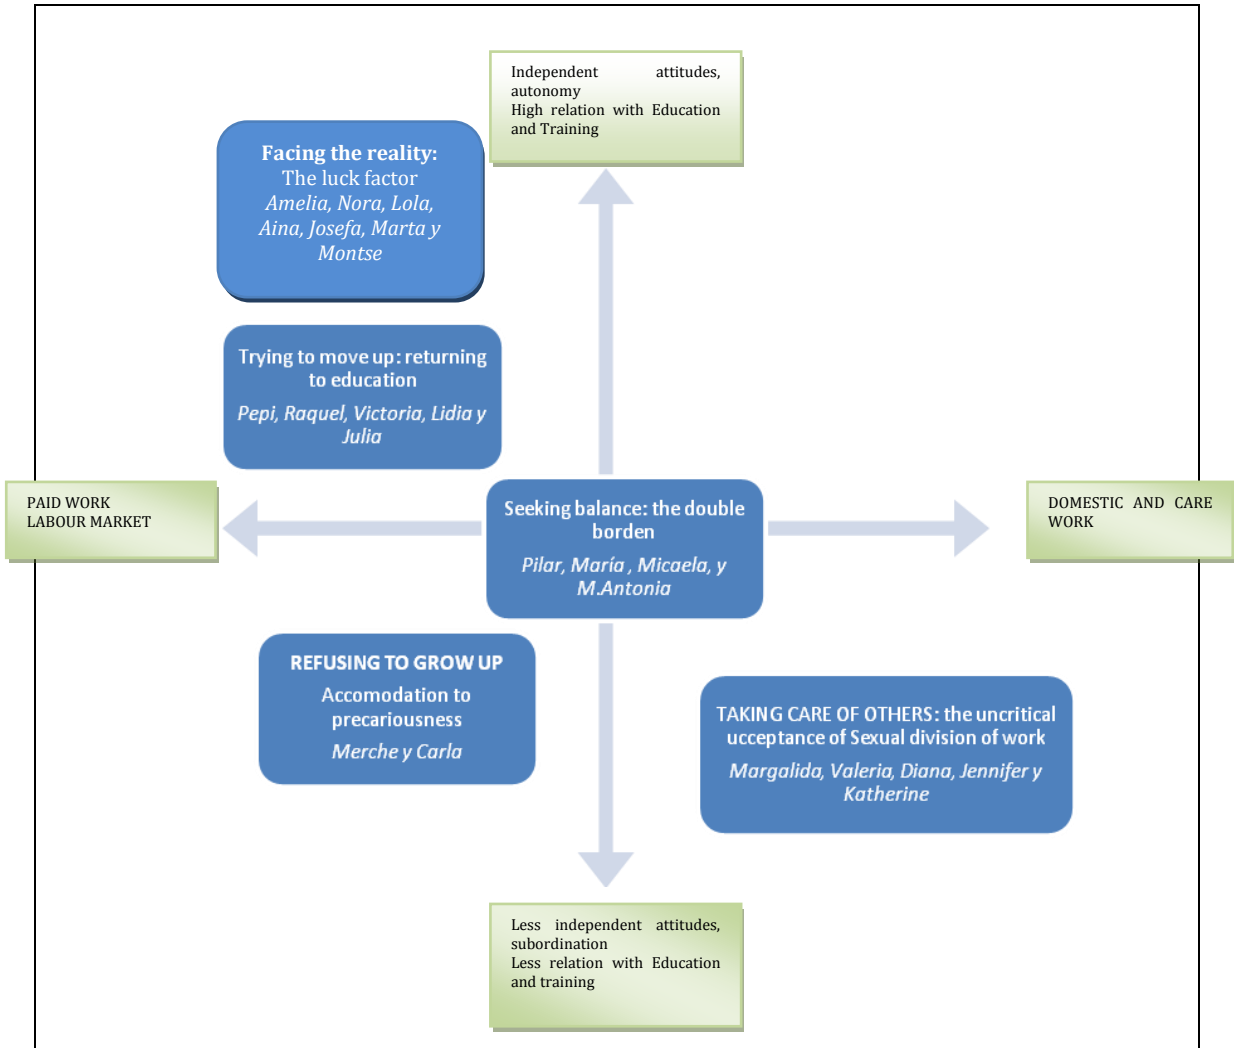 Independent attitudes,
autonomy
High relation with Education
and Training
Facing the reality:
The luck factor
Amelia, Nora, Lola,
Aina, Josefa, Marta y
Montse
Trying to move up: returning
to education
Pepi, Raquel, Victoria, Lidia y
Julia
PAID WORK
LABOUR MARKET
Seeking balance: the double
borden
Pilar, María , Micaela, y
M.Antonia
DOMESTIC AND CARE
WORK
REFUSING TO GROW UP
Accomodation to
precariousness
Merche y Carla
TAKING CARE OF OTHERS: the uncritical
ucceptance of Sexual division of work
Margalida, Valeria, Diana, Jennifer y
Katherine
Less independent attitudes,
subordination
Less relation with Education
and training